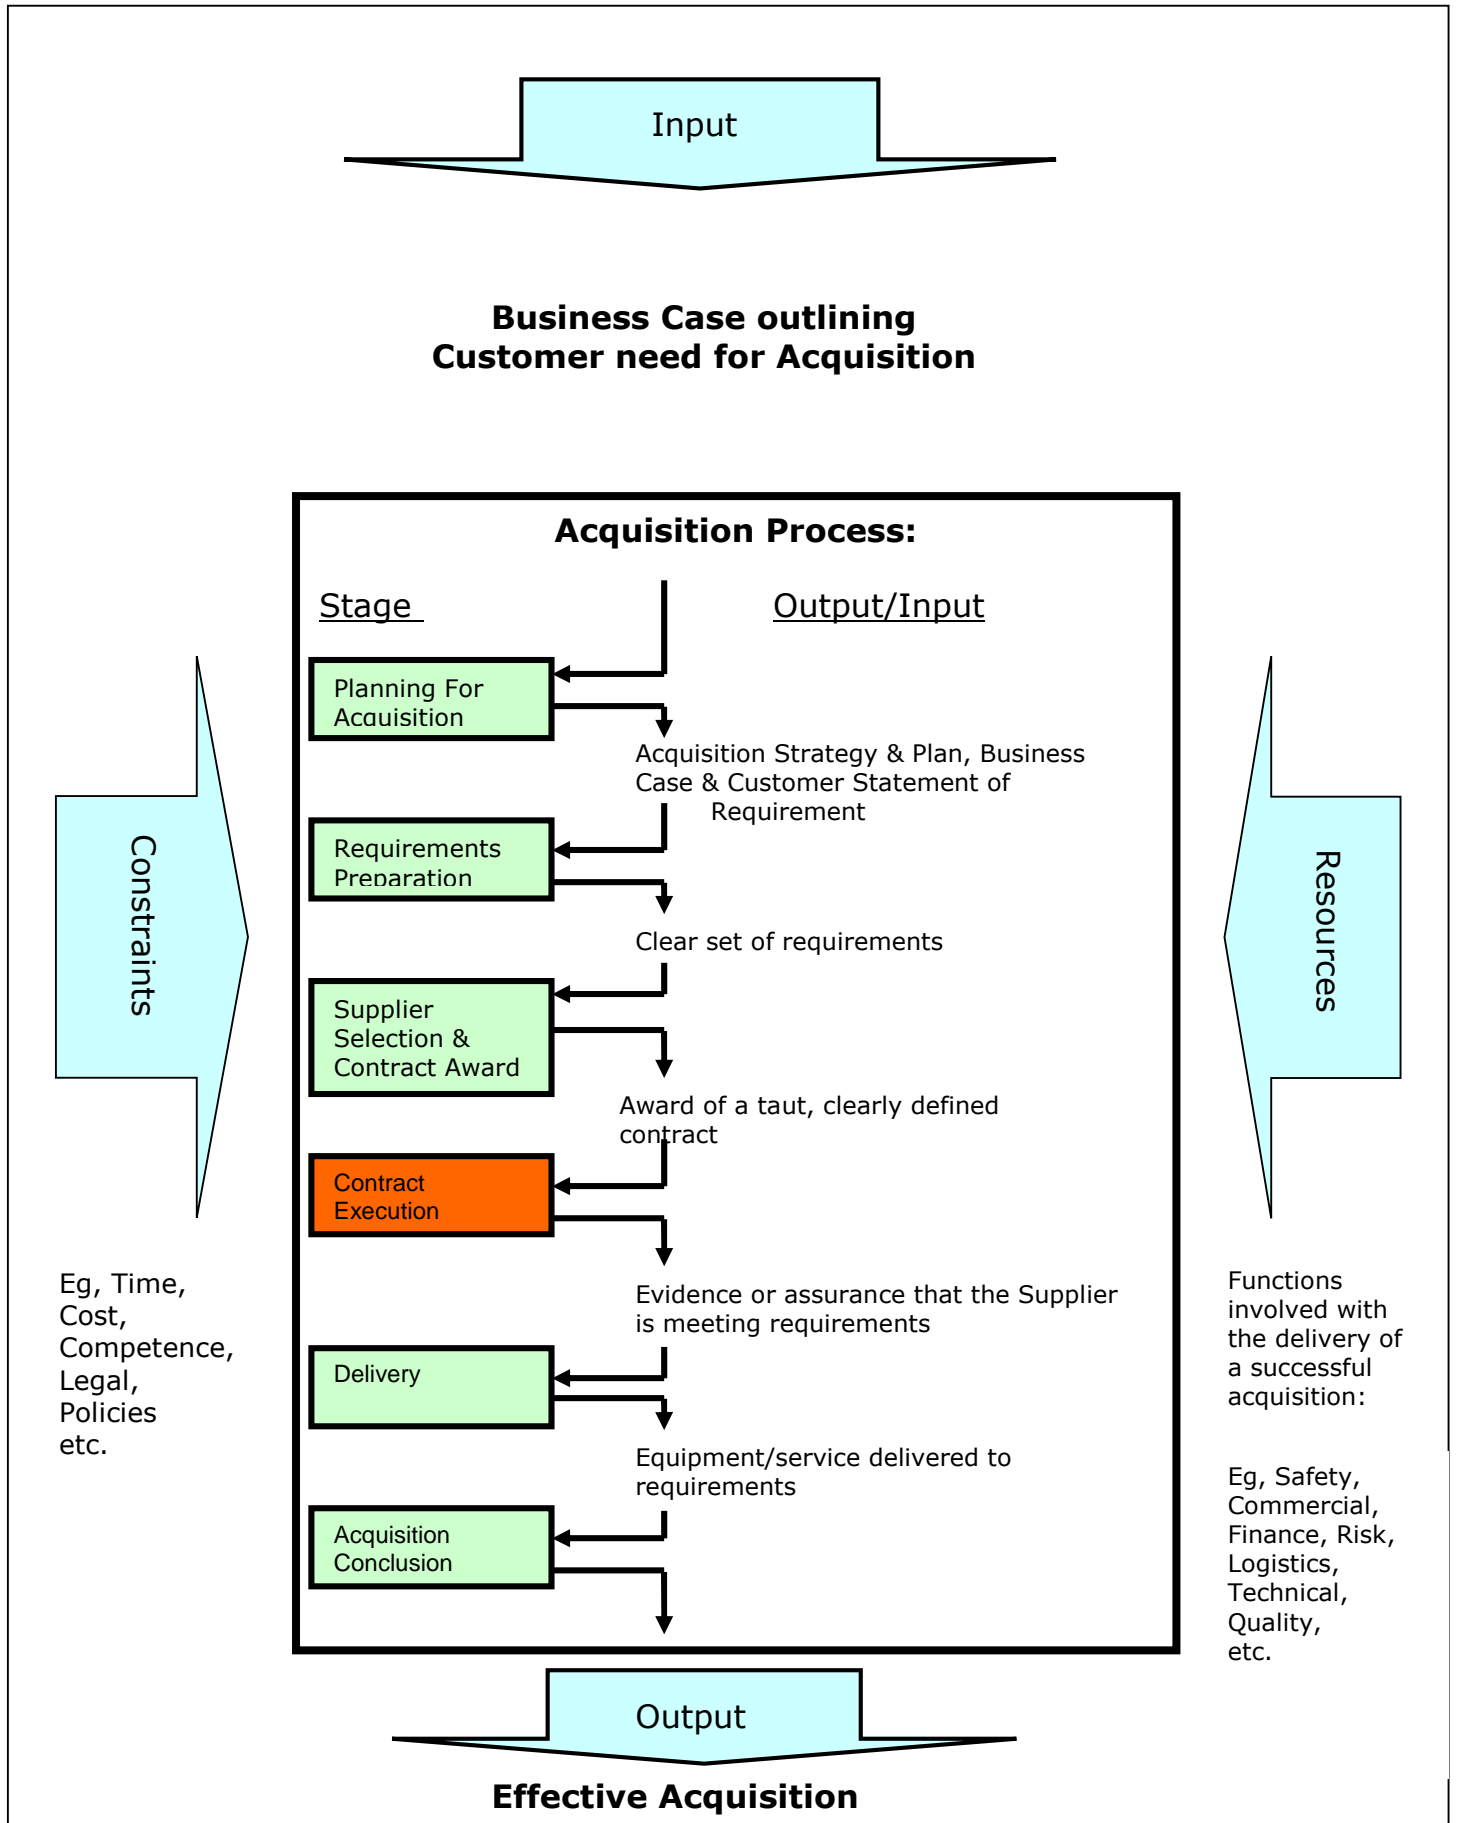 Input
Business Case outlining
Customer need for Acquisition
Acquisition Process:
Stage
Output/Input
Planning For
Acquisition
Acquisition Strategy & Plan, Business
Case & Customer Statement of
Requirement
Requirements
Preparation
Clear set of requirements
Supplier
Selection &
Contract Award
Award of a taut, clearly defined
contract
Contract
Execution
Evidence or assurance that the Supplier
is meeting requirements
Delivery
Equipment/service delivered to
requirements
Acquisition
Conclusion
Constraints
Eg, Time,
Cost,
Competence,
Legal,
Policies
etc.
Resources
Functions
involved with
the delivery of
a successful
acquisition:
Eg, Safety,
Commercial,
Finance, Risk,
Logistics,
Technical,
Quality,
etc.
Output
Effective Acquisition